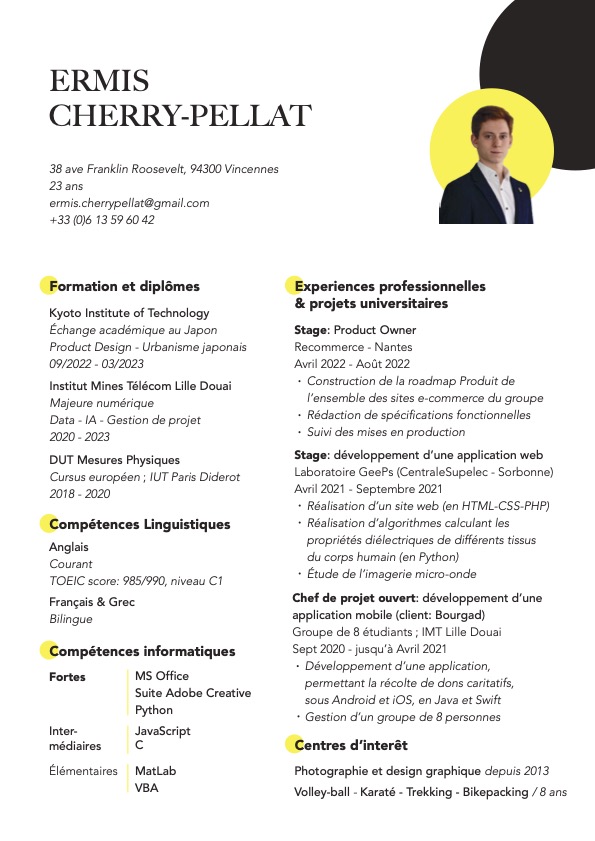 ERMIS
CHERRY-PELLAT
38 ave Franklin Roosevelt, 94300 Vincennes
23 ans
ermis.cherrypellat@gmail.com
+33 (0)6 13 59 60 42
Formation et diplômes
Kyoto Institute of Technology
Échange académique au Japon
Product Design - Urbanisme japonais
09/2022 - 03/2023
Institut Mines Télécom Lille Douai
Majeure numérique
Data - IA - Gestion de projet
2020 - 2023
DUT Mesures Physiques
Cursus européen ; IUT Paris Diderot
2018 - 2020
Compétences Linguistiques
Anglais
Courant
TOEIC score: 985/990, niveau C1
Français & Grec
Bilingue
Compétences informatiques
Fortes
MS Office
Suite Adobe Creative
Python
Inter-
médiaires
JavaScript
C
Élémentaires
MatLab
VBA
Experiences professionnelles
& projets universitaires
Stage: Product Owner
Recommerce - Nantes
Avril 2022 - Août 2022
· Construction de la roadmap Produit de
l'ensemble des sites e-commerce du groupe
· Rédaction de spécifications fonctionnelles
· Suivi des mises en production
Stage: développement d'une application web
Laboratoire GeePs (CentraleSupelec - Sorbonne)
Avril 2021 - Septembre 2021
· Réalisation d'un site web (en HTML-CSS-PHP)
· Réalisation d'algorithmes calculant les
propriétés diélectriques de différents tissus
du corps humain (en Python)
· Étude de l'imagerie micro-onde
Chef de projet ouvert: développement d'une
application mobile (client: Bourgad)
Groupe de 8 étudiants ; IMT Lille Douai
Sept 2020 - jusqu'à Avril 2021
· Développement d'une application,
permettant la récolte de dons caritatifs,
sous Android et iOS, en Java et Swift
· Gestion d'un groupe de 8 personnes
Centres d'interêt
Photographie et design graphique depuis 2013
Volley-ball - Karaté - Trekking - Bikepacking / 8 ans